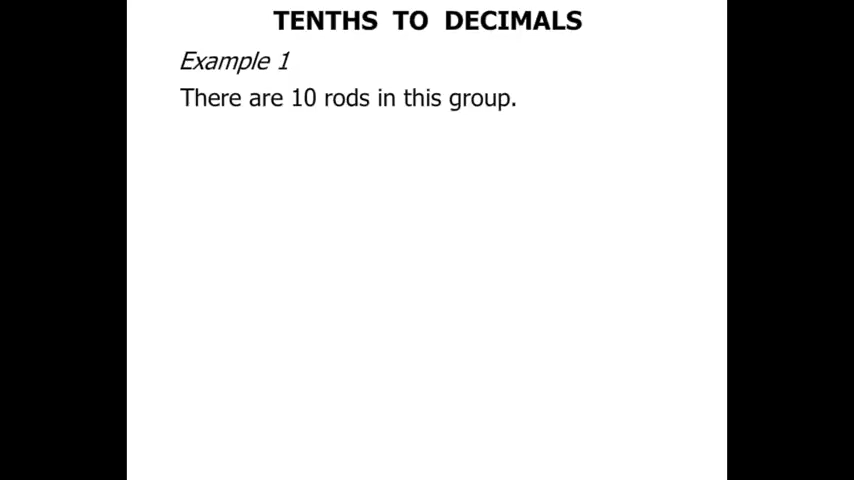 TENTHS TO DECIMALS
Example 1
There are 10 rods in this group.